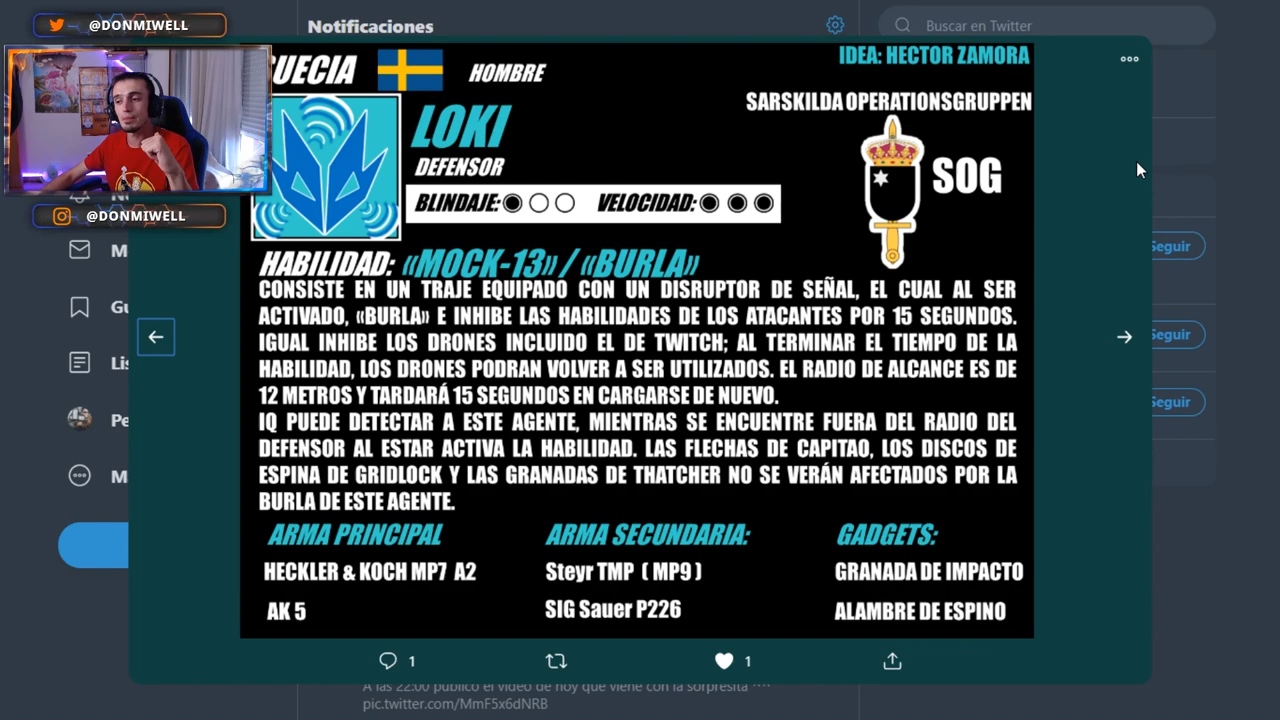 @DONMIWELL
Notificaciones
Buscar en Twitter
IDEA: HECTOR ZAMORA
HOMBRE
SARSKILDA OPERATIONSGRUPPEN
LOKI
DEFENSOR
SOG
BLINDAJE: VELOCIDAD:
@DONMIWELL
Seguir
HABILIDAD: «MOCK-13» / «BURLA»
CONSISTE EN UN TRAJE EQUIPADO CON UN DISRUPTOR DE SEÑAL, EL CUAL AL SER
ACTIVADO, «BURLA» E INHIBE LAS HABILIDADES DE LOS ATACANTES POR 15 SEGUNDOS.
IGUAL INHIBE LOS DRONES INCLUIDO EL DE TWITCH; AL TERMINAR EL TIEMPO DE LA
HABILIDAD, LOS DRONES PODRAN VOLVER A SER UTILIZADOS. EL RADIO DE ALCANCE ES DE
12 METROS Y TARDARÁ 15 SEGUNDOS EN CARGARSE DE NUEVO.
IQ PUEDE DETECTAR A ESTE AGENTE, MIENTRAS SE ENCUENTRE FUERA DEL RADIO DEL
DEFENSOR AL ESTAR ACTIVA LA HABILIDAD. LAS FLECHAS DE CAPITAO, LOS DISCOS DE
ESPINA DE GRIDLOCK Y LAS GRANADAS DE THATCHER NO SE VERÁN AFECTADOS POR LA
BURLA DE ESTE AGENTE.
Seguir
Seguir
ARMA PRINCIPAL
ARMA SECUNDARIA:
GADGETS:
HECKLER & KOCH MP7 A2
Steyr TMP ( MP9 )
GRANADA DE IMPACTO
AK 5
SIG Sauer P226
ALAMBRE DE ESPINO
1
1
A las 22:00 publico el video de hoy que viene con la sorpresita
pic.twitter.com/MmF5x6dNRB